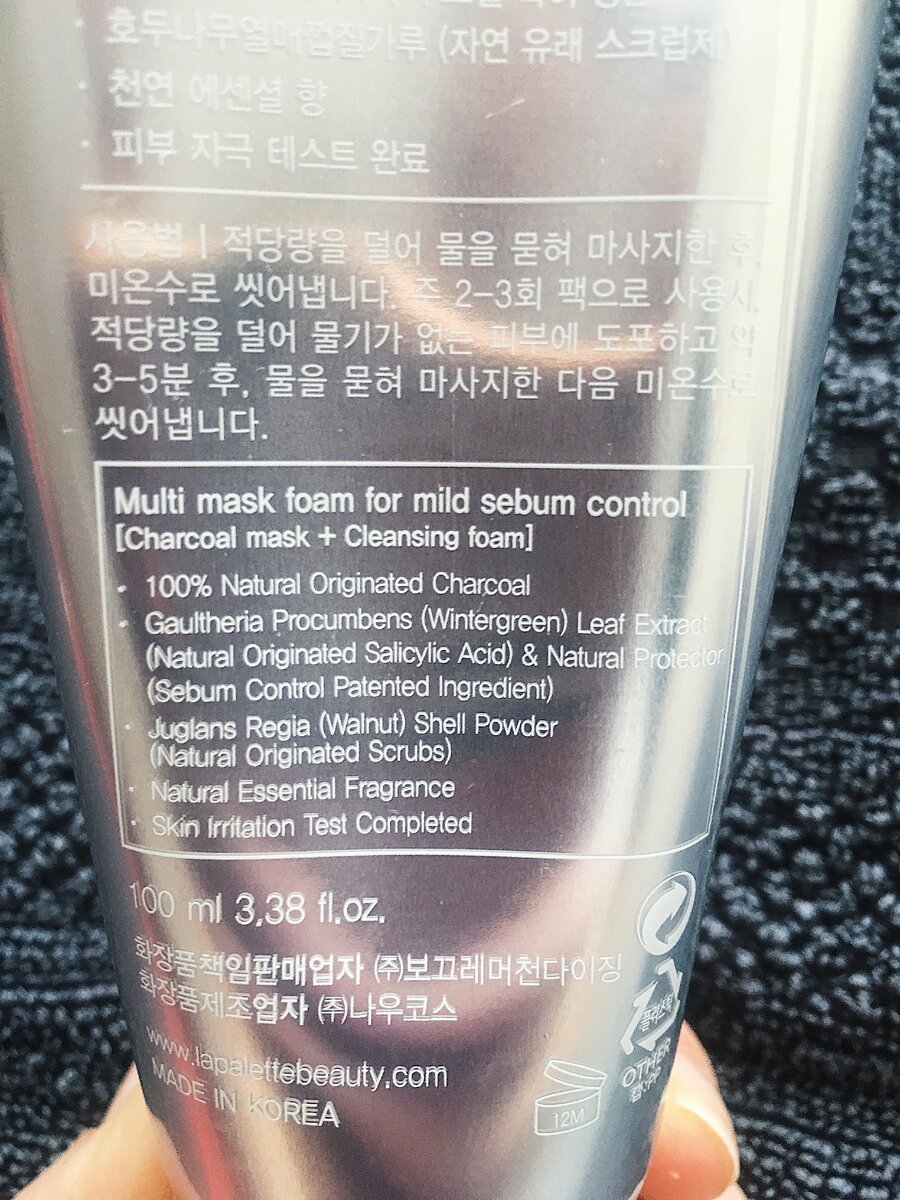 · 호두나무열매껍질가루 (자연 유래 스크럽제)
· 천연 에센셜 향
· 피부 자극 테스트 완료
사용법 | 적당량을 덜어 물을 묻혀 마사지한 후,
미온수로 씻어냅니다. 주 2-3회 팩으로 사용시,
적당량을 덜어 물기가 없는 피부에 도포하고 약
3-5분 후, 물을 묻혀 마사지한 다음 미온수로
씻어냅니다.
Multi mask foam for mild sebum control
[Charcoal mask + Cleansing foam]
· 100% Natural Originated Charcoal
· Gaultheria Procumbens (Wintergreen) Leaf Extract
(Natural Originated Salicylic Acid) & Natural Protector
(Sebum Control Patented Ingredient)
· Juglans Regia (Walnut) Shell Powder
(Natural Originated Scrubs)
· Natural Essential Fragrance
· Skin Irritation Test Completed
100 ml 3.38 fl.oz.
화장품책임판매업자 (주)보끄레머천다이징
화장품제조업자 (주)나우코스
플라스틱
OTHER
캡:PP
www.lapalettebeauty.com
MADE IN KOREA
12M